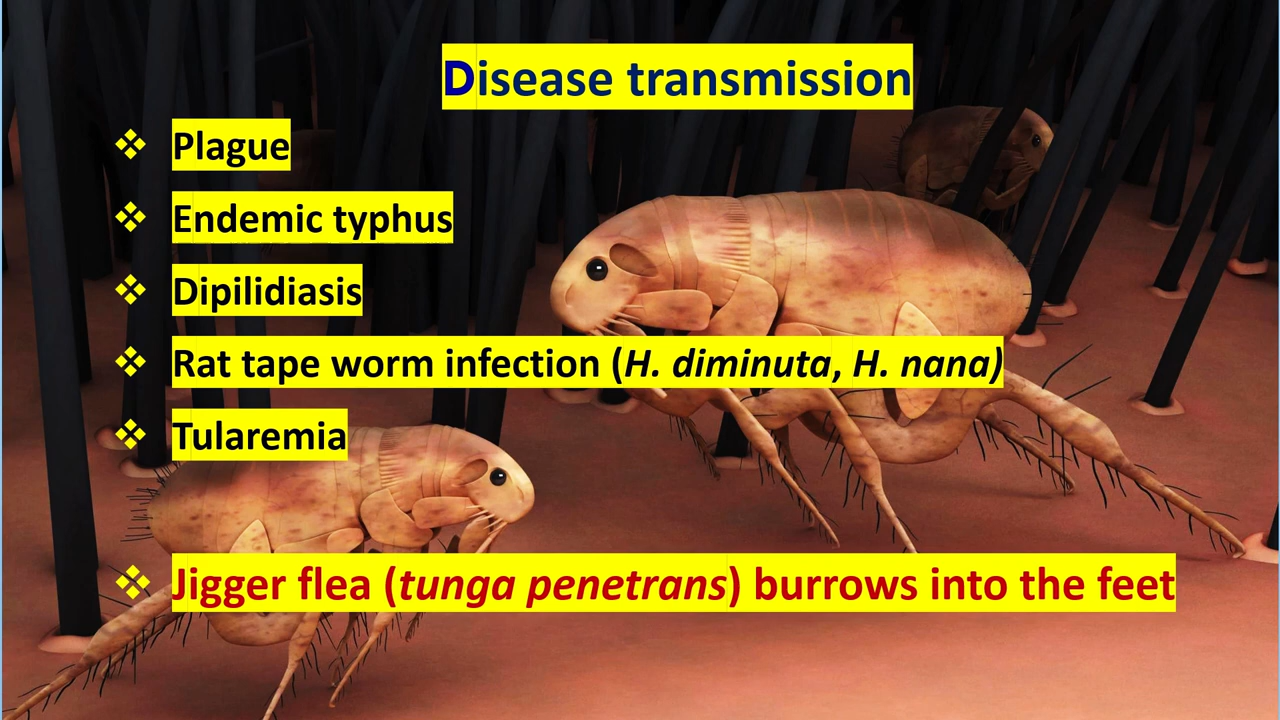 Disease transmission
❖ Plague
❖ Endemic typhus
❖ Dipilidiasis
❖ Rat tape worm infection (H. diminuta, H. nana)
❖ Tularemia
❖ Jigger flea (tunga penetrans) burrows into the feet